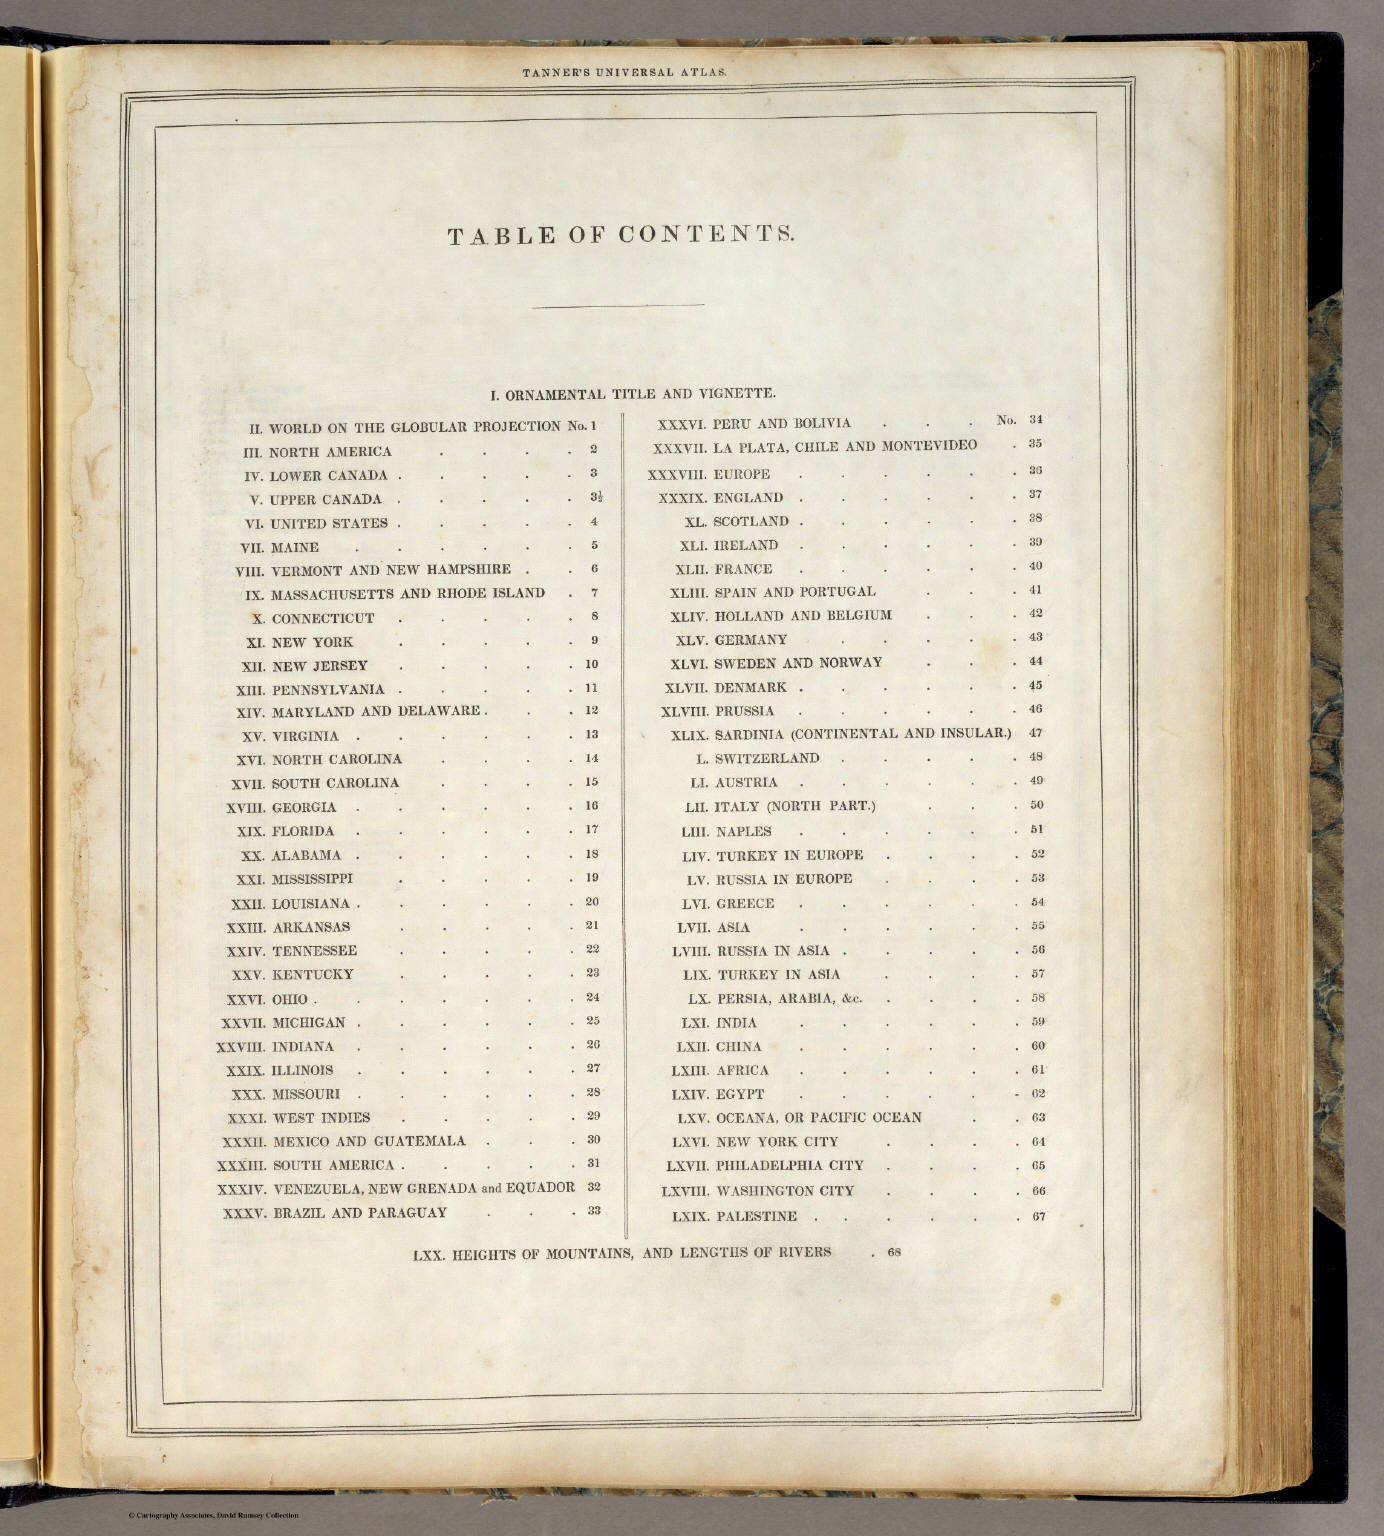 TANNER'S UNIVERSAL ATLAS.
TABLE OF CONTENTS.
I. ORNAMENTAL TITLE AND VIGNETTE.
II. WORLD ON THE GLOBULAR PROJECTION No. 1
III. NORTH AMERICA . . . . 2
IV. LOWER CANADA . . . . . 3
V. UPPER CANADA . . . . . 3½
VI. UNITED STATES . . . . . 4
VII. MAINE . . . . . . 5
VIII. VERMONT AND NEW HAMPSHIRE . . 6
IX. MASSACHUSETTS AND RHODE ISLAND . 7
X. CONNECTICUT . . . . . 8
XI. NEW YORK . . . . . 9
XII. NEW JERSEY . . . . . 10
XIII. PENNSYLVANIA . . . . . 11
XIV. MARYLAND AND DELAWARE . . . 12
XV. VIRGINIA . . . . . . 13
XVI. NORTH CAROLINA . . . . 14
XVII. SOUTH CAROLINA . . . . 15
XVIII. GEORGIA . . . . . . 16
XIX. FLORIDA . . . . . . 17
XX. ALABAMA . . . . . . 18
XXI. MISSISSIPPI . . . . . 19
XXII. LOUISIANA . . . . . . 20
XXIII. ARKANSAS . . . . . 21
XXIV. TENNESSEE . . . . . 22
XXV. KENTUCKY . . . . . 23
XXVI. OHIO . . . . . . . 24
XXVII. MICHIGAN . . . . . . 25
XXVIII. INDIANA . . . . . . 26
XXIX. ILLINOIS . . . . . . 27
XXX. MISSOURI . . . . . . 28
XXXI. WEST INDIES . . . . . 29
XXXII. MEXICO AND GUATEMALA . . . 30
XXXIII. SOUTH AMERICA . . . . . 31
XXXIV. VENEZUELA, NEW GRENADA and EQUADOR 32
XXXV. BRAZIL AND PARAGUAY . . . 33
XXXVI. PERU AND BOLIVIA . . . No. 34
XXXVII. LA PLATA, CHILE AND MONTEVIDEO . 35
XXXVIII. EUROPE . . . . . . 36
XXXIX. ENGLAND . . . . . . 37
XL. SCOTLAND . . . . . . 38
XLI. IRELAND . . . . . . 39
XLII. FRANCE . . . . . . 40
XLIII. SPAIN AND PORTUGAL . . . 41
XLIV. HOLLAND AND BELGIUM . . . 42
XLV. GERMANY . . . . . 43
XLVI. SWEDEN AND NORWAY . . . 44
XLVII. DENMARK . . . . . . 45
XLVIII. PRUSSIA . . . . . . 46
XLIX. SARDINIA (CONTINENTAL AND INSULAR.) 47
L. SWITZERLAND . . . . . 48
LI. AUSTRIA . . . . . . 49
LII. ITALY (NORTH PART.) . . . 50
LIII. NAPLES . . . . . . 51
LIV. TURKEY IN EUROPE . . . . 52
LV. RUSSIA IN EUROPE . . . . 53
LVI. GREECE . . . . . . 54
LVII. ASIA . . . . . . 55
LVIII. RUSSIA IN ASIA . . . . . 56
LIX. TURKEY IN ASIA . . . . 57
LX. PERSIA, ARABIA, &c. . . . . 58
LXI. INDIA . . . . . . 59
LXII. CHINA . . . . . . 60
LXIII. AFRICA . . . . . . 61
LXIV. EGYPT . . . . . - 62
LXV. OCEANA, OR PACIFIC OCEAN . . 63
LXVI. NEW YORK CITY . . . . 64
LXVII. PHILADELPHIA CITY . . . . 65
LXVIII. WASHINGTON CITY . . . . 66
LXIX. PALESTINE . . . . . . 67
LXX. HEIGHTS OF MOUNTAINS, AND LENGTHS OF RIVERS . 68
© Cartography Associates, David Rumsey Collection